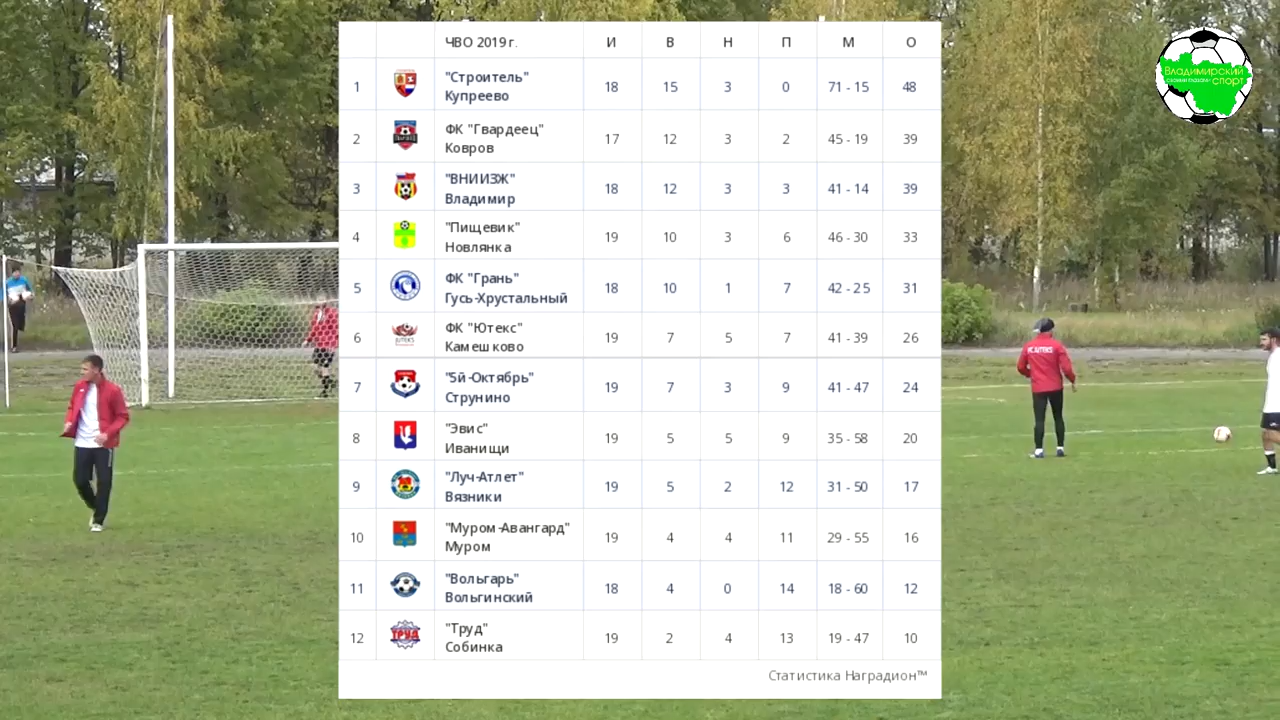 ЧВО 2019 г. И В Н П М О
1 "Строитель" Купреево 18 15 3 0 71 - 15 48
2 ФК "Гвардеец" Ковров 17 12 3 2 45 - 19 39
3 "ВНИИЗЖ" Владимир 18 12 3 3 41 - 14 39
4 "Пищевик" Новлянка 19 10 3 6 46 - 30 33
5 ФК "Грань" Гусь-Хрустальный 18 10 1 7 42 - 25 31
6 ФК "Ютекс" Камешково 19 7 5 7 41 - 39 26
7 "5й-Октябрь" Струнино 19 7 3 9 41 - 47 24
8 "Эвис" Иванищи 19 5 5 9 35 - 58 20
9 "Луч-Атлет" Вязники 19 5 2 12 31 - 50 17
10 "Муром-Авангард" Муром 19 4 4 11 29 - 55 16
11 "Вольгарь" Вольгинский 18 4 0 14 18 - 60 12
12 "Труд" Собинка 19 2 4 13 19 - 47 10
Статистика Наградион™
Владимирский
своими глазами
спорт
JUTEKS
ТРУД